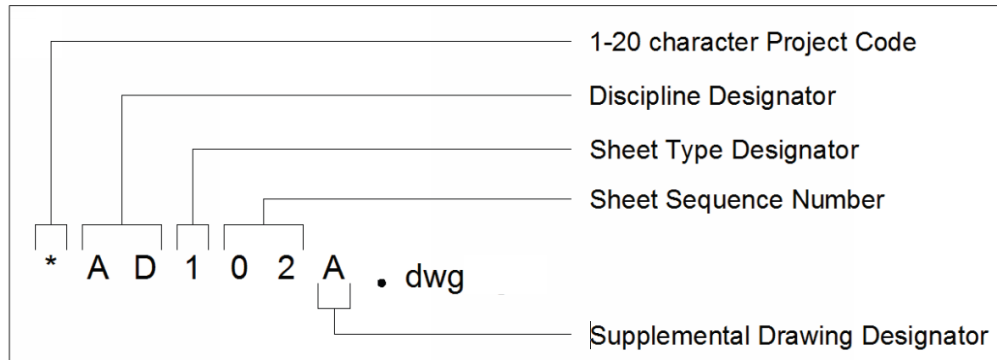 1-20 character Project Code
Discipline Designator
Sheet Type Designator
Sheet Sequence Number
* A D 1 0 2 A . dwg
Supplemental Drawing Designator